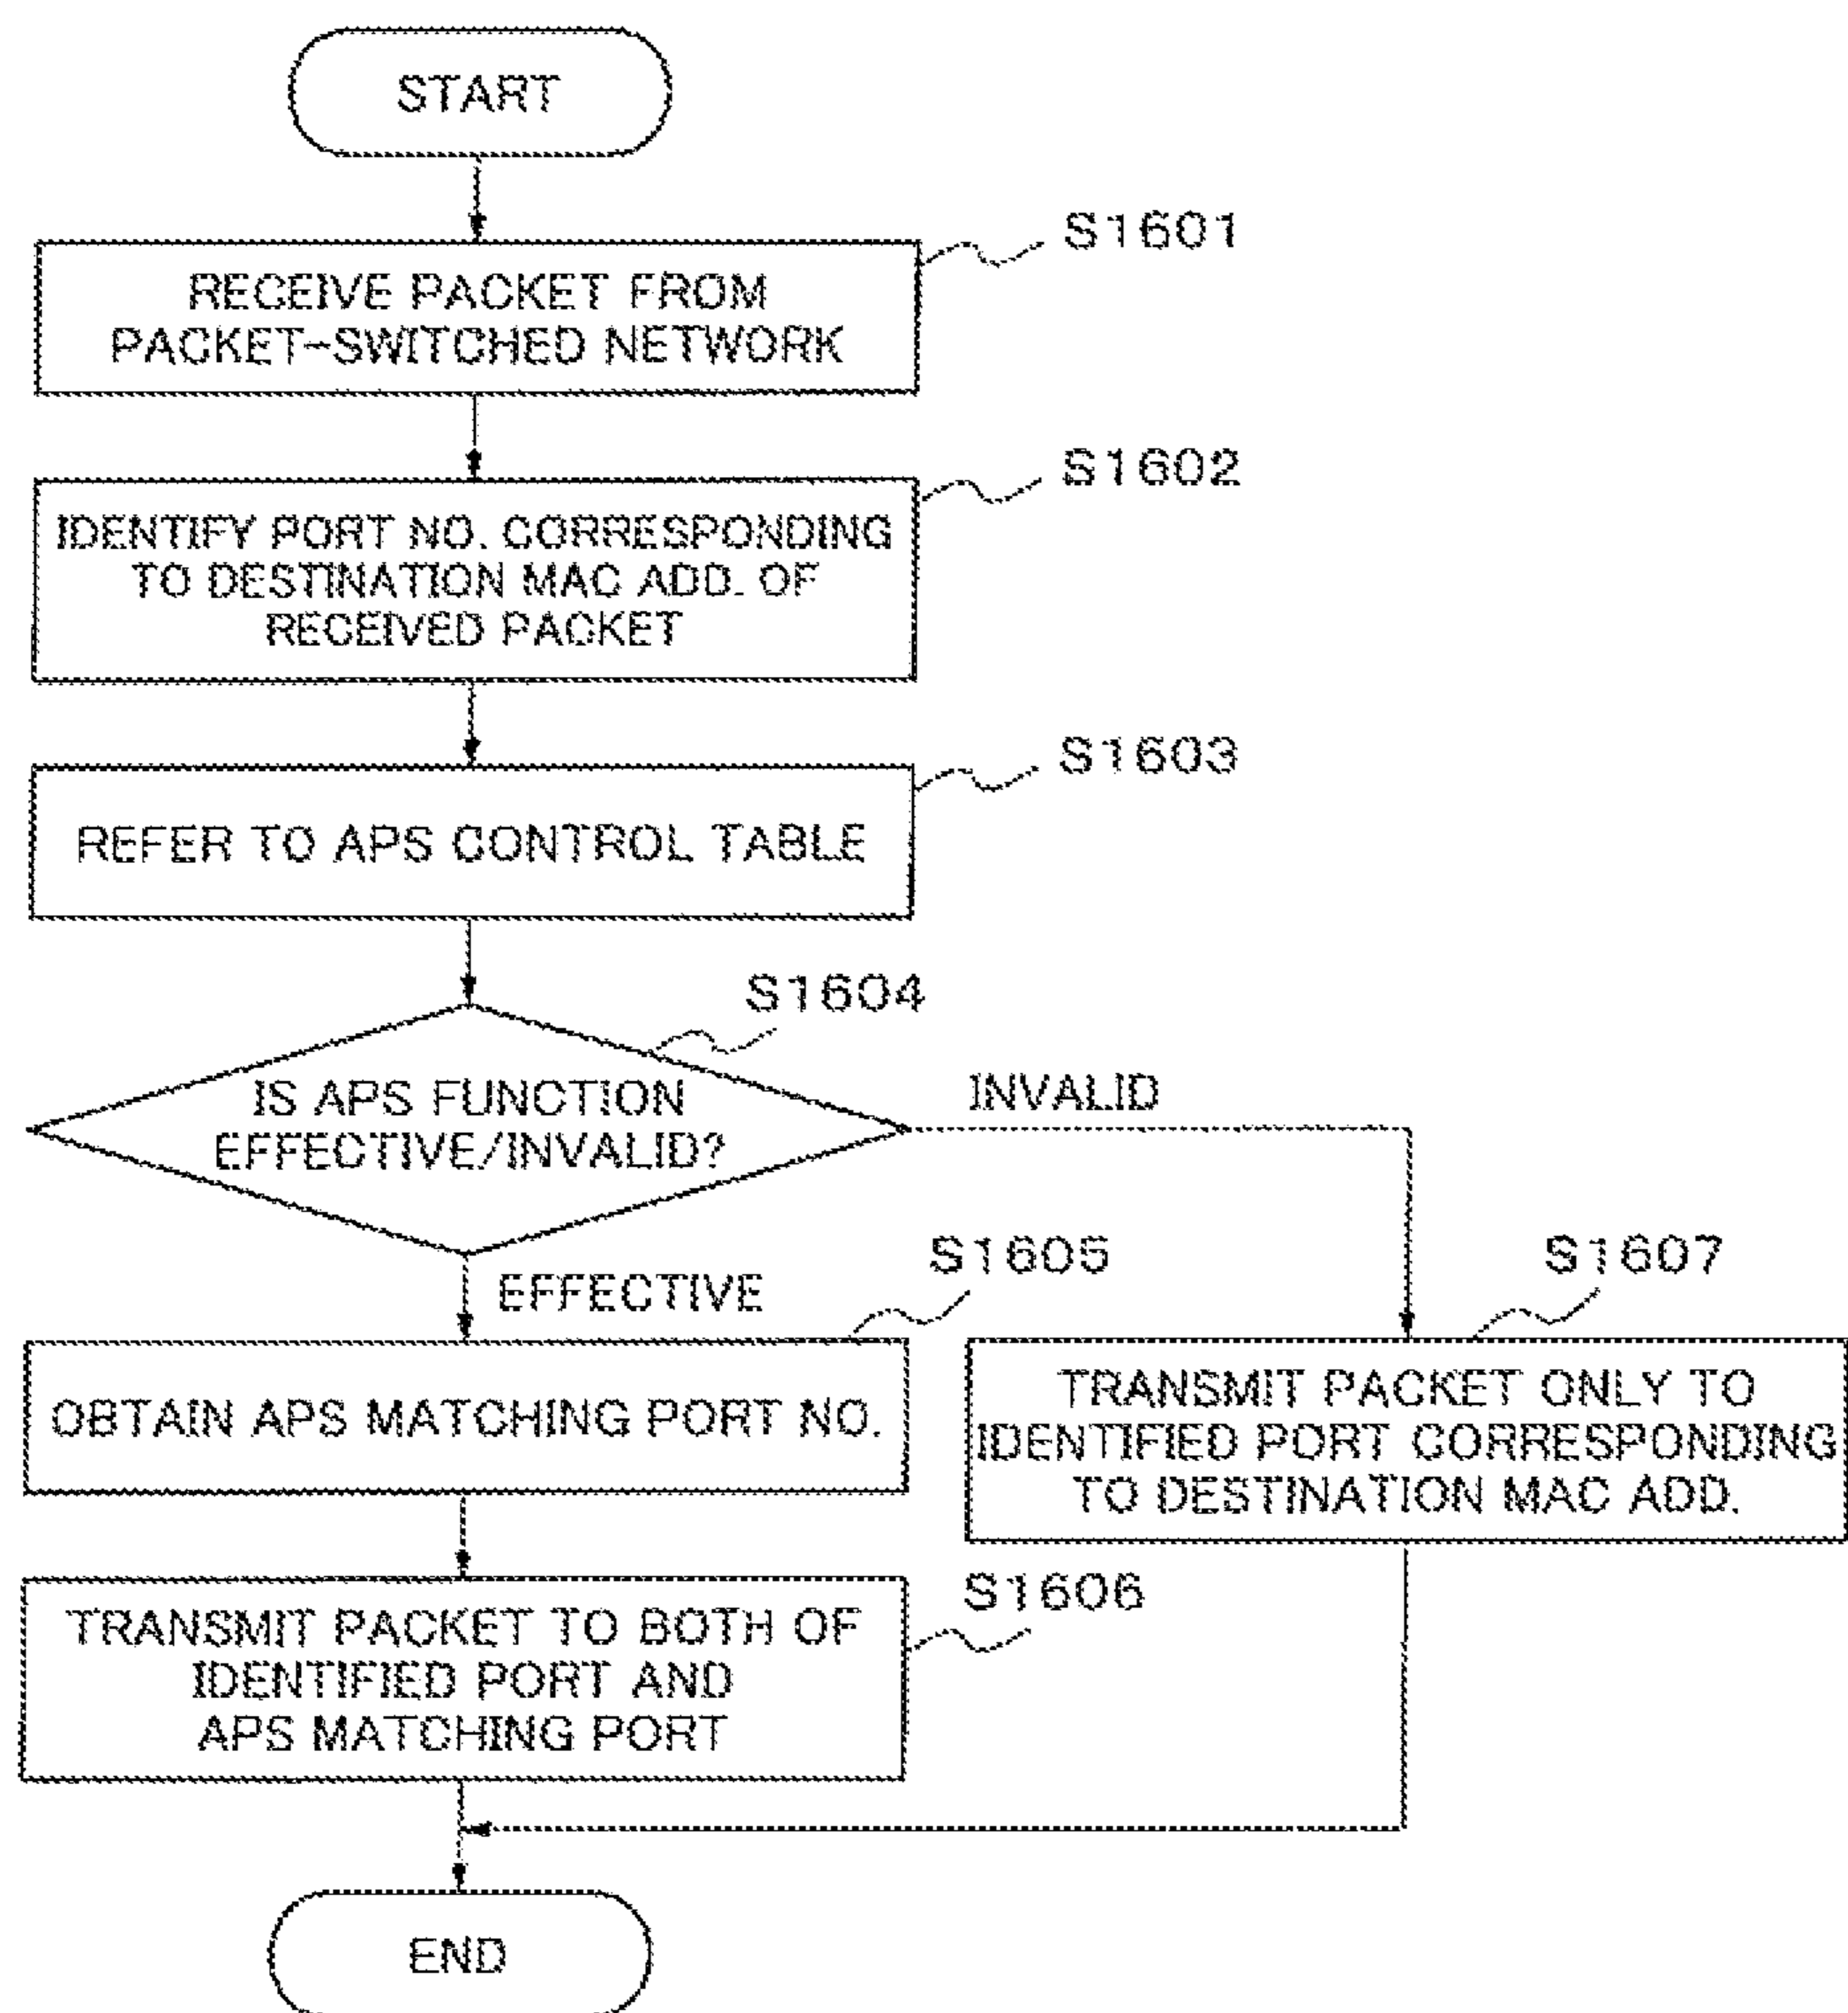 START
S1601
RECEIVE PACKET FROM
PACKET-SWITCHED NETWORK
S1602
IDENTIFY PORT NO. CORRESPONDING
TO DESTINATION MAC ADD. OF
RECEIVED PACKET
S1603
REFER TO APS CONTROL TABLE
S1604
IS APS FUNCTION
EFFECTIVE/INVALID?
INVALID
EFFECTIVE
S1605
OBTAIN APS MATCHING PORT NO.
S1607
TRANSMIT PACKET ONLY TO
IDENTIFIED PORT CORRESPONDING
TO DESTINATION MAC ADD.
S1606
TRANSMIT PACKET TO BOTH OF
IDENTIFIED PORT AND
APS MATCHING PORT
END